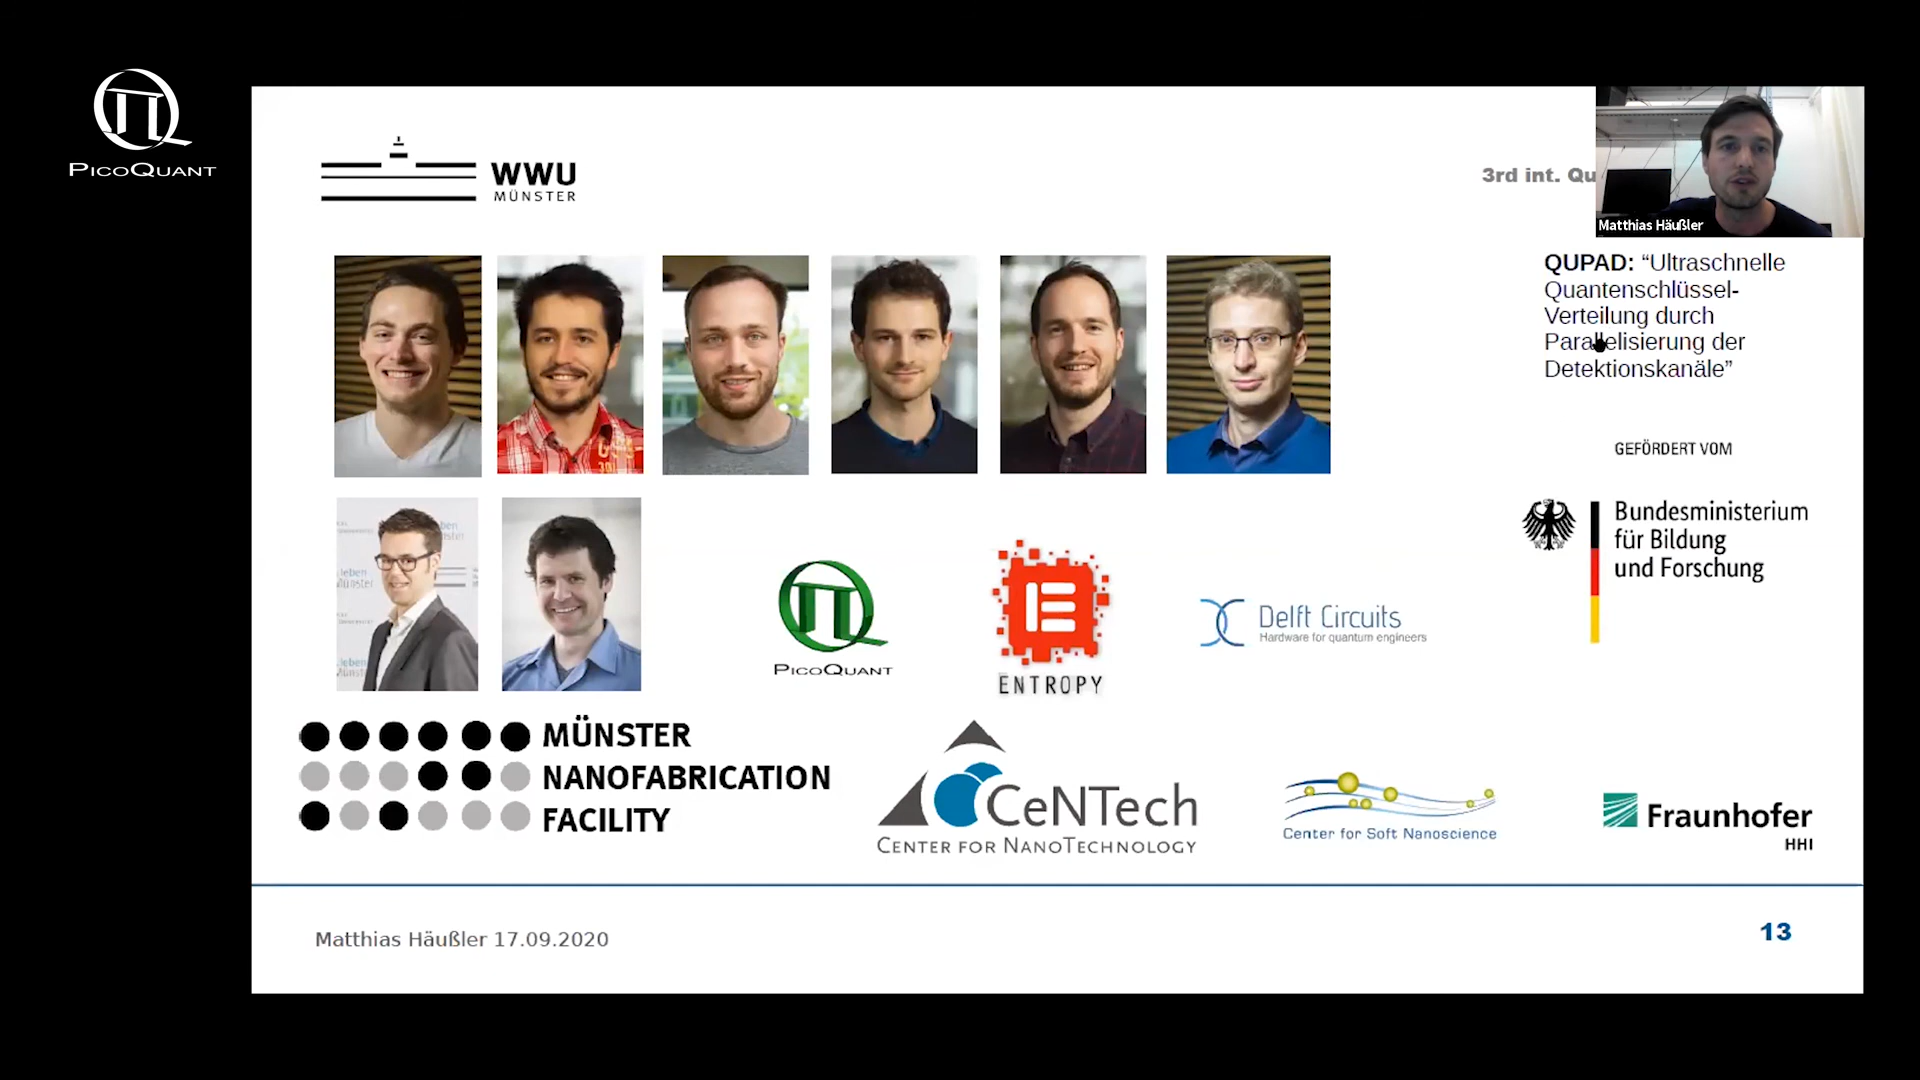 PICOQUANT
WWU
MÜNSTER
3rd int. Qu
Matthias Häußler
QUPAD: “Ultraschnelle
Quantenschlüssel-
Verteilung durch
Parallelisierung der
Detektionskanäle”
GEFÖRDERT VOM
Bundesministerium
für Bildung
und Forschung
PICOQUANT
ENTROPY
Delft Circuits
Hardware for quantum engineers
MÜNSTER
NANOFABRICATION
FACILITY
CeNTech
CENTER FOR NANOTECHNOLOGY
Center for Soft Nanoscience
Fraunhofer
HHI
Matthias Häußler 17.09.2020
13